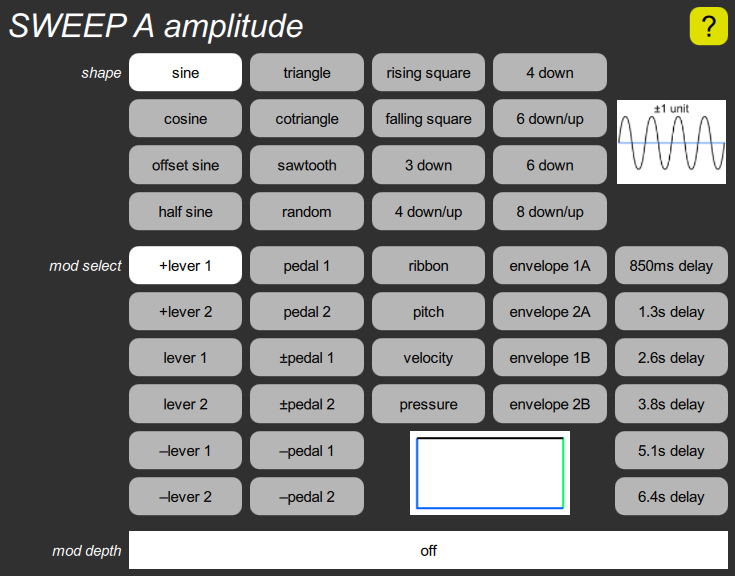 SWEEP A amplitude ?
shape sine triangle rising square 4 down
±1 unit
cosine cotriangle falling square 6 down/up
offset sine sawtooth 3 down 6 down
half sine random 4 down/up 8 down/up
mod select +lever 1 pedal 1 ribbon envelope 1A 850ms delay
+lever 2 pedal 2 pitch envelope 2A 1.3s delay
lever 1 ±pedal 1 velocity envelope 1B 2.6s delay
lever 2 ±pedal 2 pressure envelope 2B 3.8s delay
–lever 1 –pedal 1 5.1s delay
–lever 2 –pedal 2 6.4s delay
mod depth off